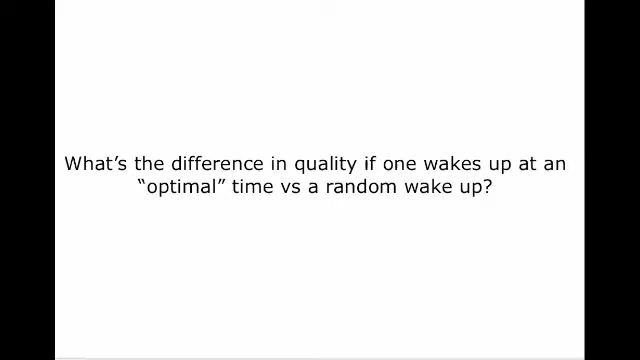 What’s the difference in quality if one wakes up at an
“optimal” time vs a random wake up?